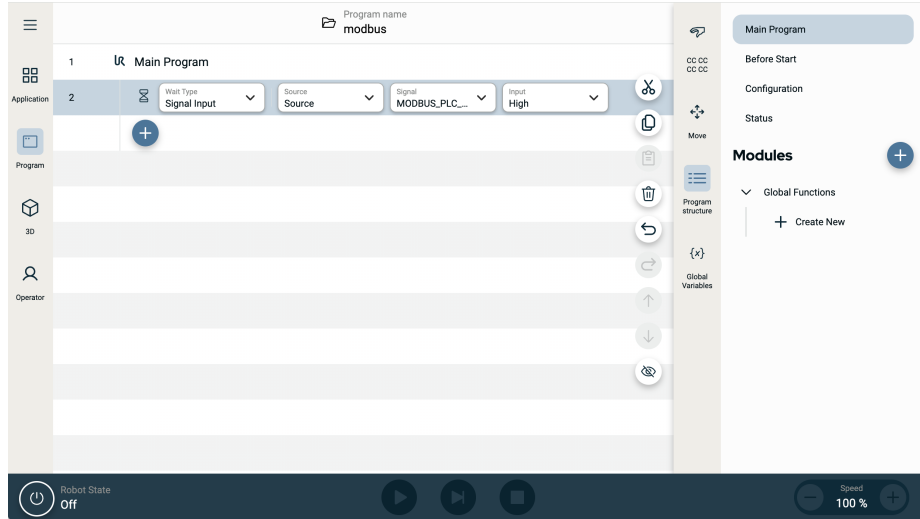 Program name
modbus
Application
Program
3D
Operator
1 Main Program
2
Wait Type
Signal Input
Source
Source
Signal
MODBUS_PLC_...
Input
High
CC CC
CC CC
Move
Program
structure
{x}
Global
Variables
Main Program
Before Start
Configuration
Status
Modules
Global Functions
Create New
Robot State
Off
Speed
100 %